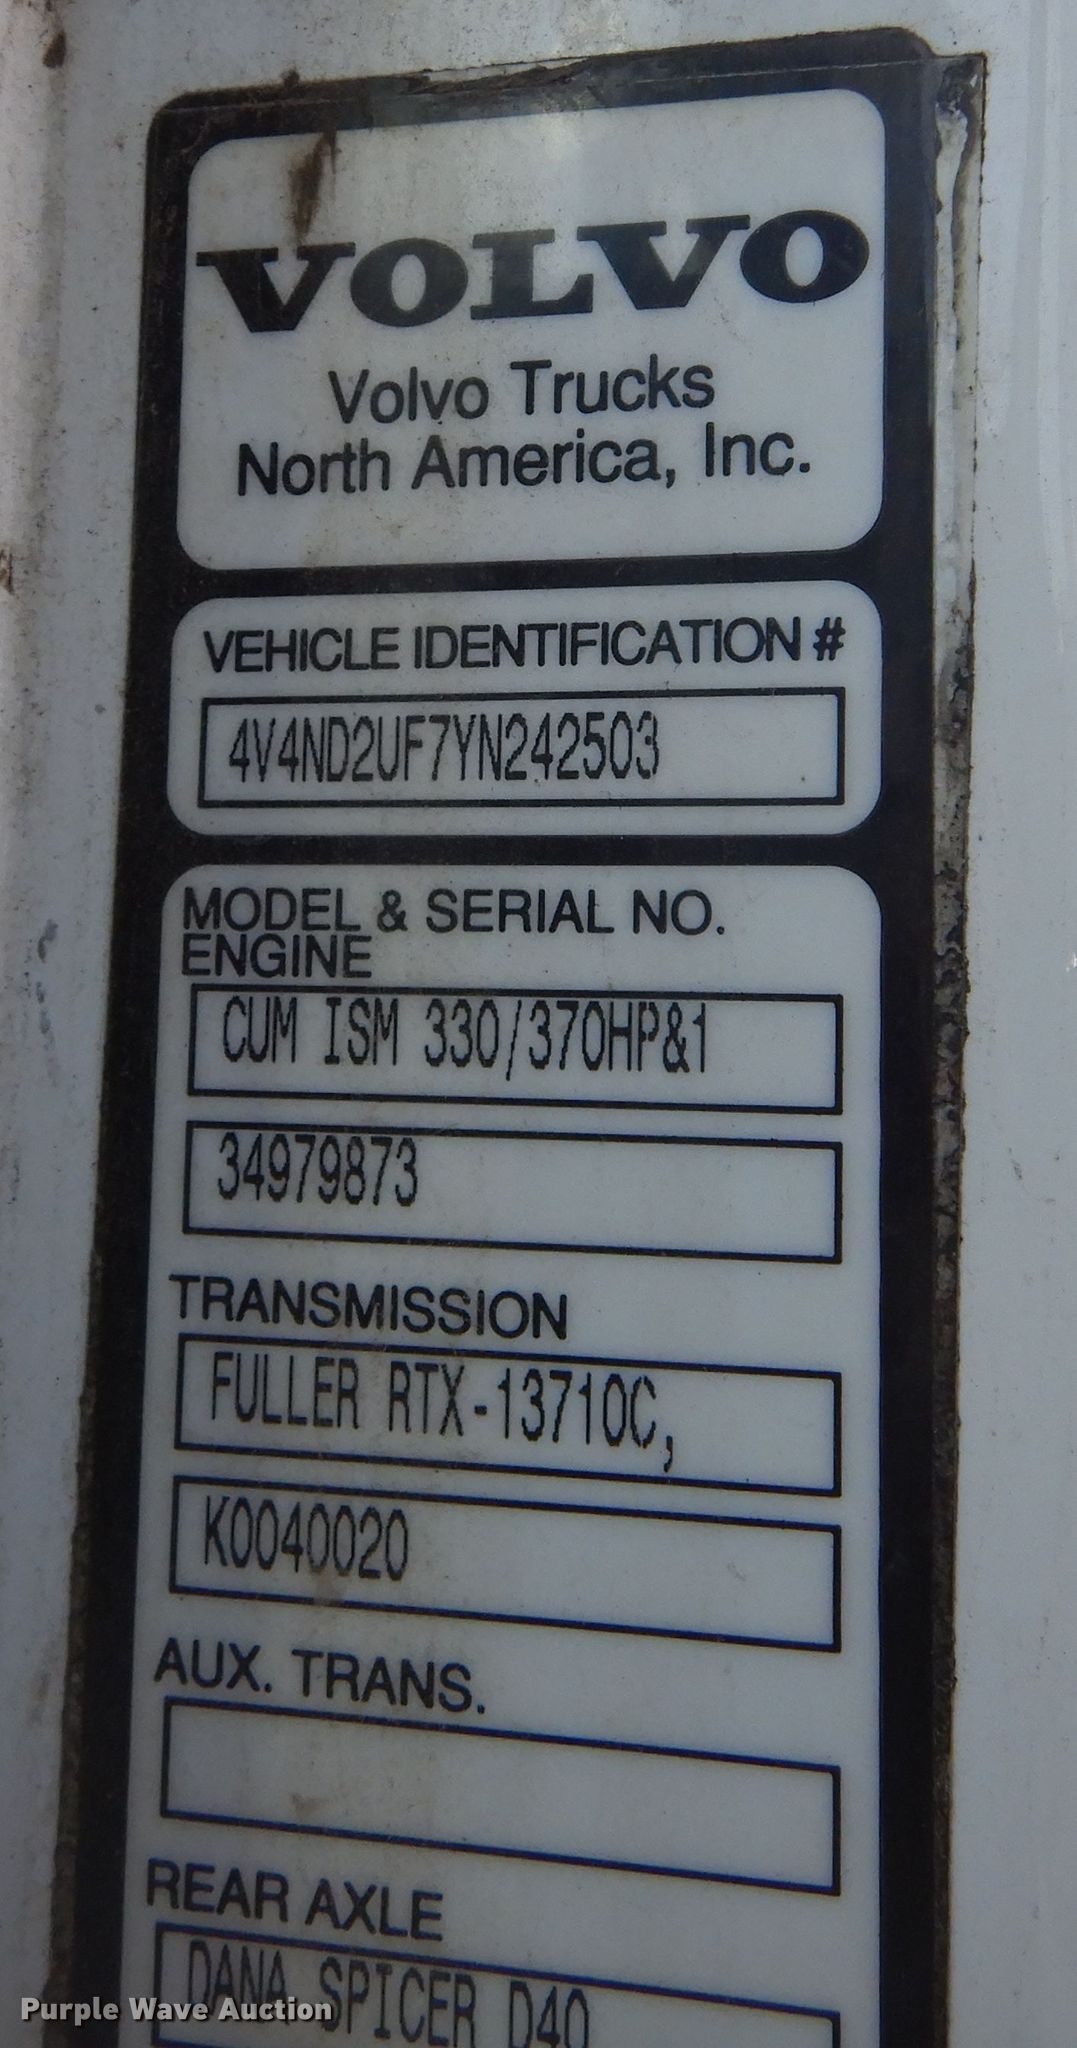 VOLVO
Volvo Trucks
North America, Inc.
VEHICLE IDENTIFICATION #
4V4ND2UF7YN242503
MODEL & SERIAL NO.
ENGINE
CUM ISM 330/370HP&1
34979873
TRANSMISSION
FULLER RTX-13710C,
K0040020
AUX. TRANS.
REAR AXLE
DANA SPICER D40
Purple Wave Auction